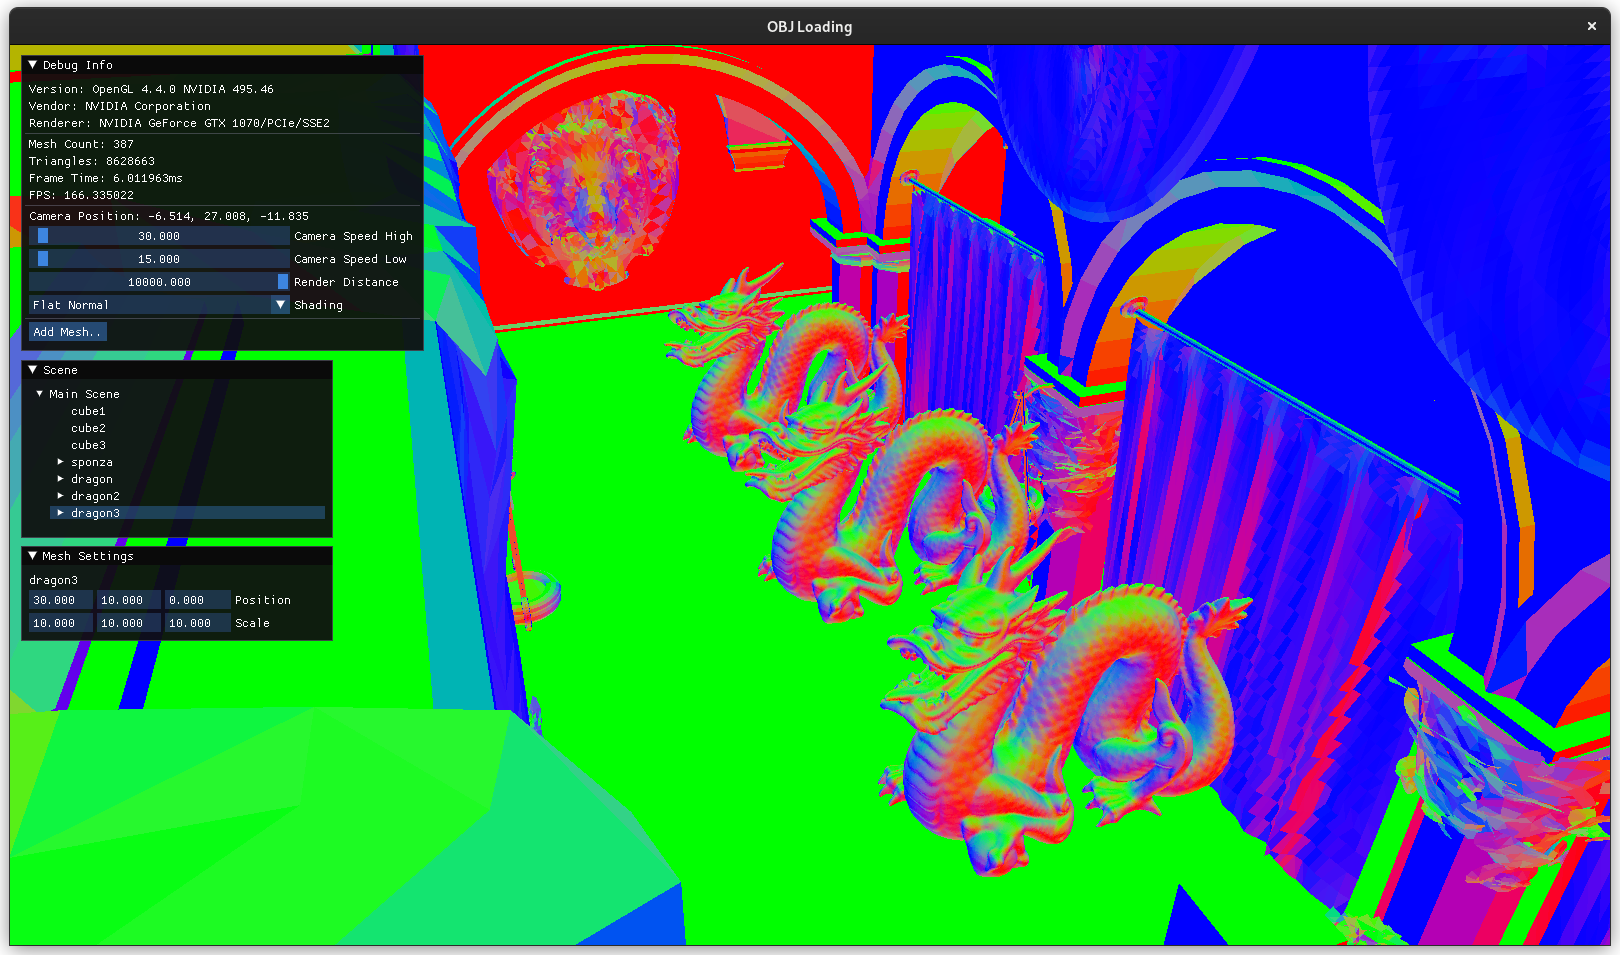 OBJ Loading
Debug Info
Version: OpenGL 4.4.0 NVIDIA 495.46
Vendor: NVIDIA Corporation
Renderer: NVIDIA GeForce GTX 1070/PCIe/SSE2
Mesh Count: 387
Triangles: 8628663
Frame Time: 6.011963ms
FPS: 166.335022
Camera Position: -6.514, 27.008, -11.835
30.000 Camera Speed High
15.000 Camera Speed Low
10000.000 Render Distance
Flat Normal Shading
Add Mesh..
Scene
Main Scene
cube1
cube2
cube3
sponza
dragon
dragon2
dragon3
Mesh Settings
dragon3
30.000 10.000 0.000 Position
10.000 10.000 10.000 Scale